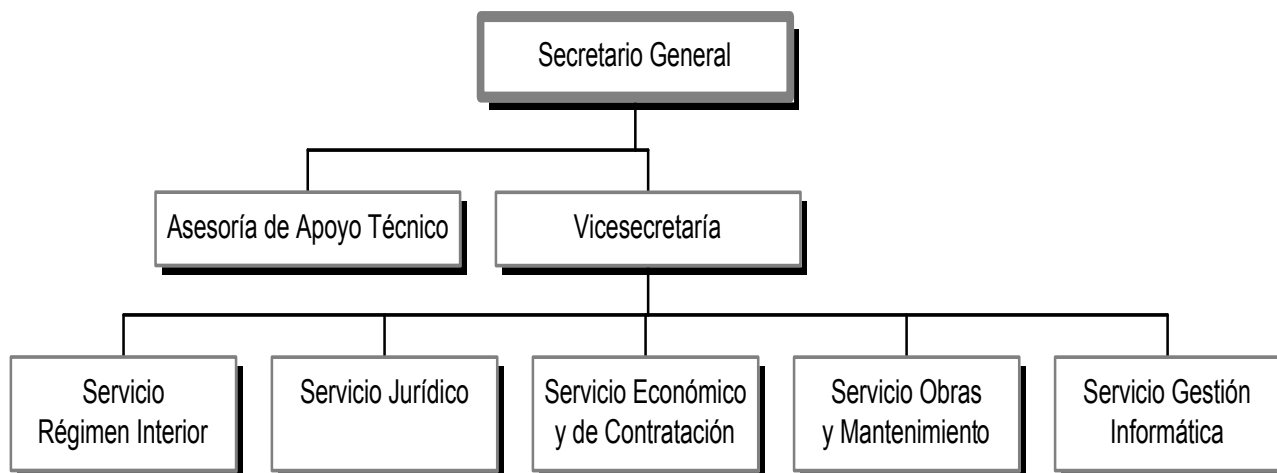 Secretario General
Asesoría de Apoyo Técnico
Vicesecretaría
Servicio
Régimen Interior
Servicio Jurídico
Servicio Económico
y de Contratación
Servicio Obras
y Mantenimiento
Servicio Gestión
Informática